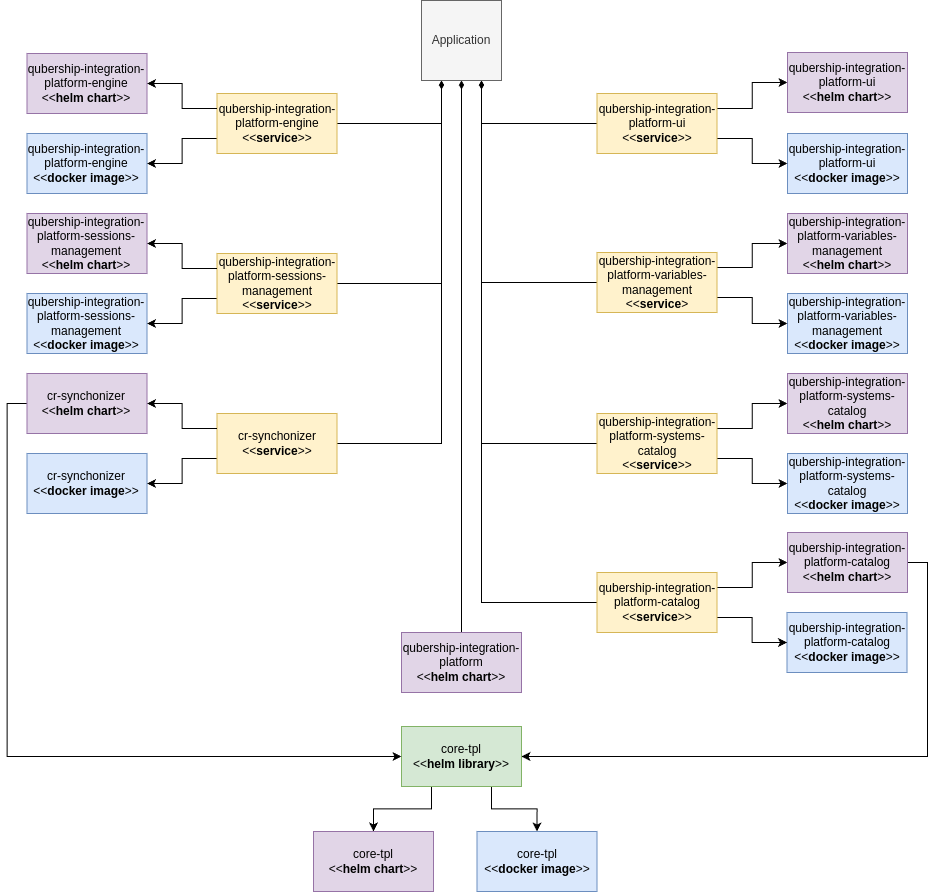 Application
qubership-integration-
platform-engine
<<helm chart>>
qubership-integration-
platform-engine
<<service>>
qubership-integration-
platform-engine
<<docker image>>
qubership-integration-
platform-sessions-
management
<<helm chart>>
qubership-integration-
platform-sessions-
management
<<service>>
qubership-integration-
platform-sessions-
management
<<docker image>>
cr-synchonizer
<<helm chart>>
cr-synchonizer
<<service>>
cr-synchonizer
<<docker image>>
qubership-integration-
platform-ui
<<service>>
qubership-integration-
platform-ui
<<helm chart>>
qubership-integration-
platform-ui
<<docker image>>
qubership-integration-
platform-variables-
management
<<service>
qubership-integration-
platform-variables-
management
<<helm chart>>
qubership-integration-
platform-variables-
management
<<docker image>>
qubership-integration-
platform-systems-
catalog
<<service>>
qubership-integration-
platform-systems-
catalog
<<helm chart>>
qubership-integration-
platform-systems-
catalog
<<docker image>>
qubership-integration-
platform-catalog
<<service>>
qubership-integration-
platform-catalog
<<helm chart>>
qubership-integration-
platform-catalog
<<docker image>>
qubership-integration-
platform
<<helm chart>>
core-tpl
<<helm library>>
core-tpl
<<helm chart>>
core-tpl
<<docker image>>